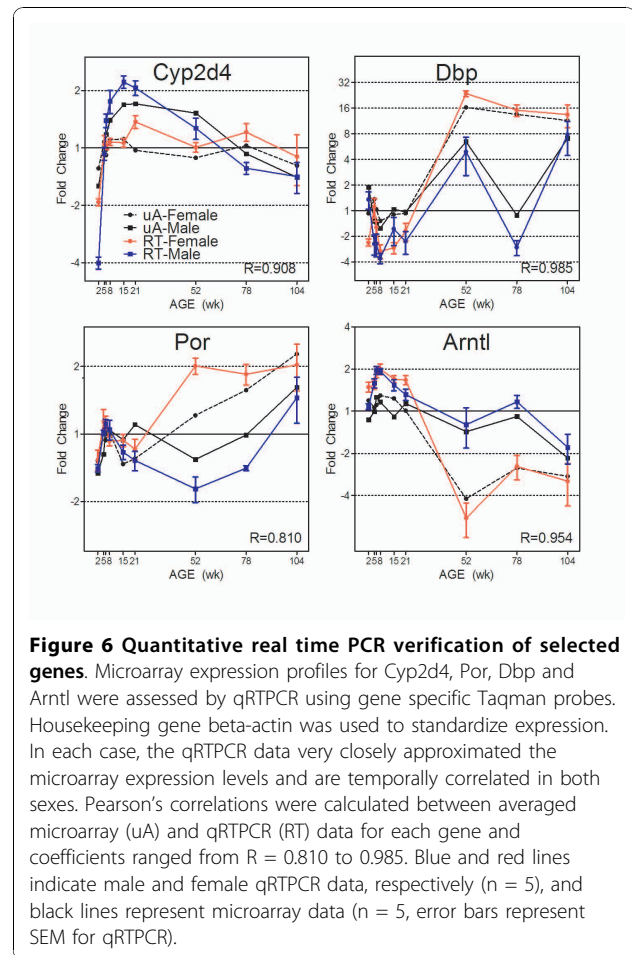 Cyp2d4
Fold Change
2
1
-2
-4
uA-Female
uA-Male
RT-Female
RT-Male
R=0.908
2 5 8 15 21 52 78 104
AGE (wk)
Dbp
Fold Change
32
16
8
4
2
1
-2
-4
R=0.985
2 5 8 15 21 52 78 104
AGE (wk)
Por
Fold Change
2
1
-2
R=0.810
2 5 8 15 21 52 78 104
AGE (wk)
Arntl
Fold Change
4
2
1
-2
-4
R=0.954
2 5 8 15 21 52 78 104
AGE (wk)
Figure 6 Quantitative real time PCR verification of selected
genes. Microarray expression profiles for Cyp2d4, Por, Dbp and
Arntl were assessed by qRTPCR using gene specific Taqman probes.
Housekeeping gene beta-actin was used to standardize expression.
In each case, the qRTPCR data very closely approximated the
microarray expression levels and are temporally correlated in both
sexes. Pearson's correlations were calculated between averaged
microarray (uA) and qRTPCR (RT) data for each gene and
coefficients ranged from R = 0.810 to 0.985. Blue and red lines
indicate male and female qRTPCR data, respectively (n = 5), and
black lines represent microarray data (n = 5, error bars represent
SEM for qRTPCR).